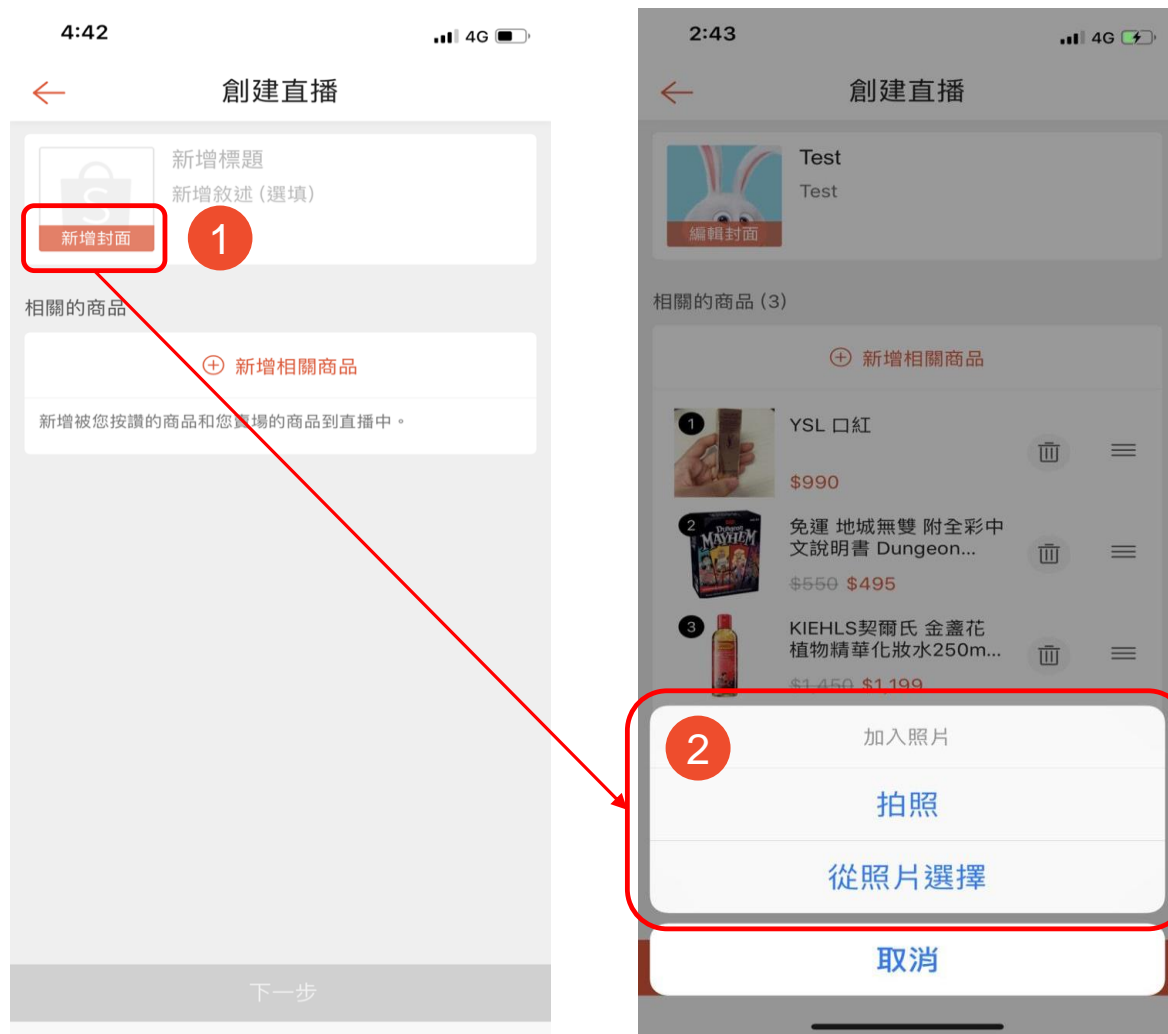 4:42
4G
創建直播
新增標題
新增敘述 (選填)
S
新增封面
1
相關的商品
新增相關商品
新增被您按讚的商品和您賣場的商品到直播中。
下一步
2:43
4G
創建直播
Test
Test
編輯封面
相關的商品 (3)
新增相關商品
1
YSL 口紅
$990
2
Dungeon
MAYHEM
免運 地城無雙 附全彩中
文說明書 Dungeon...
$550 $495
3
KIEHLS契爾氏 金盞花
植物精華化妝水250m...
$1,450 $1,199
2
加入照片
拍照
從照片選擇
取消